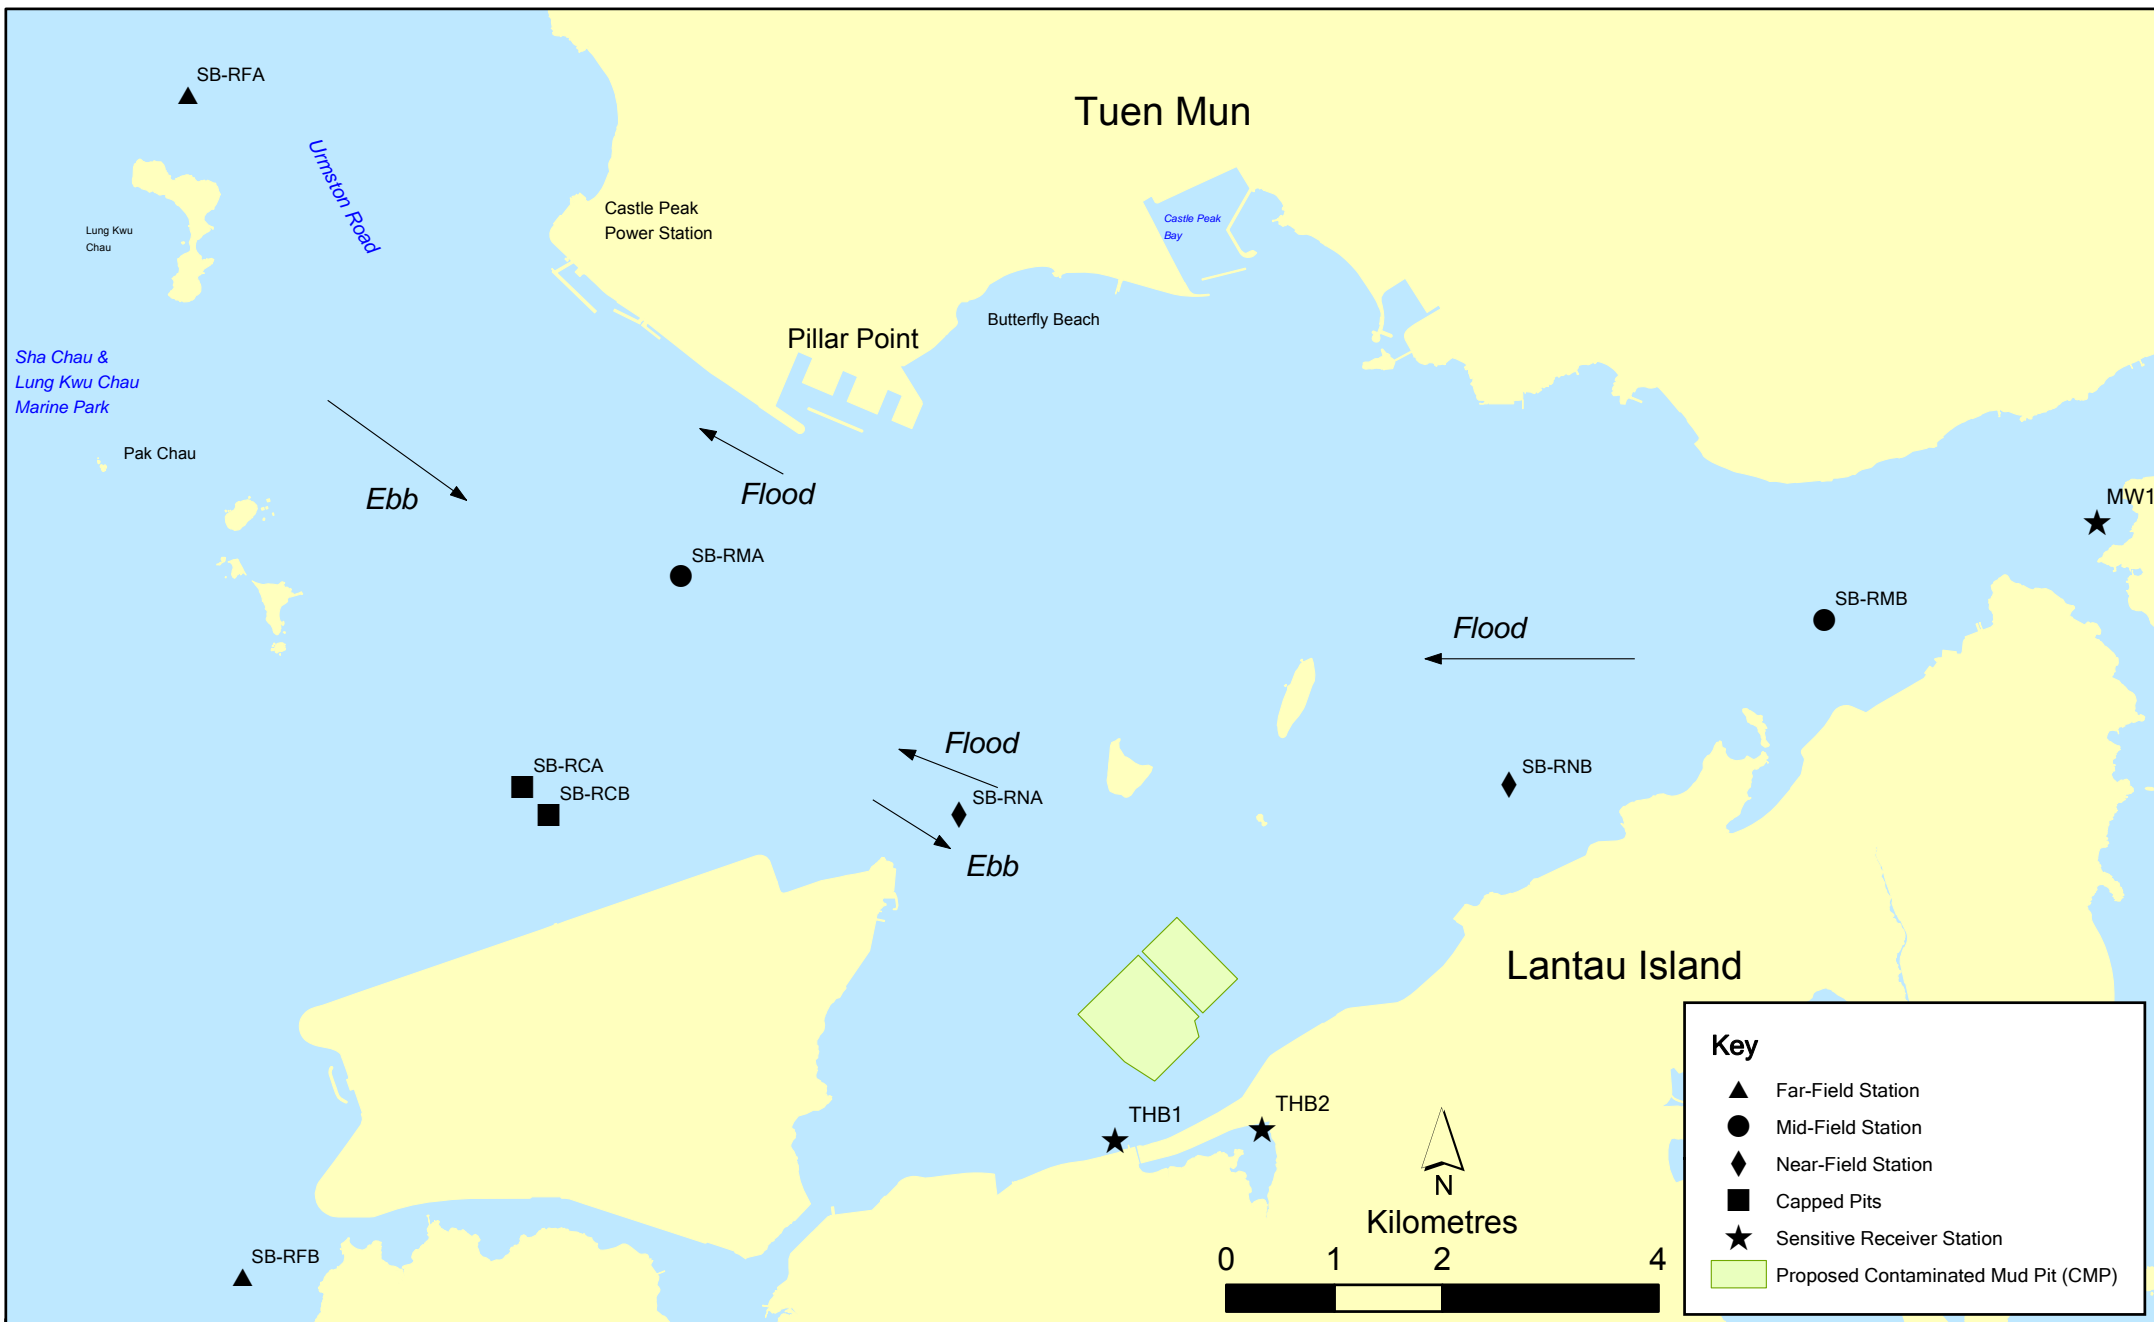 SB-RFA
Tuen Mun
Urmston Road
Castle Peak
Power Station
Castle Peak
Bay
Lung Kwu
Chau
Butterfly Beach
Pillar Point
Sha Chau &
Lung Kwu Chau
Marine Park
Pak Chau
Ebb
Flood
MW1
SB-RMA
SB-RMB
Flood
Flood
SB-RCA
SB-RNB
SB-RCB
SB-RNA
Ebb
Lantau Island
THB1
THB2
SB-RFB
N
Kilometres
0 1 2 4
Key
Far-Field Station
Mid-Field Station
Near-Field Station
Capped Pits
Sensitive Receiver Station
Proposed Contaminated Mud Pit (CMP)